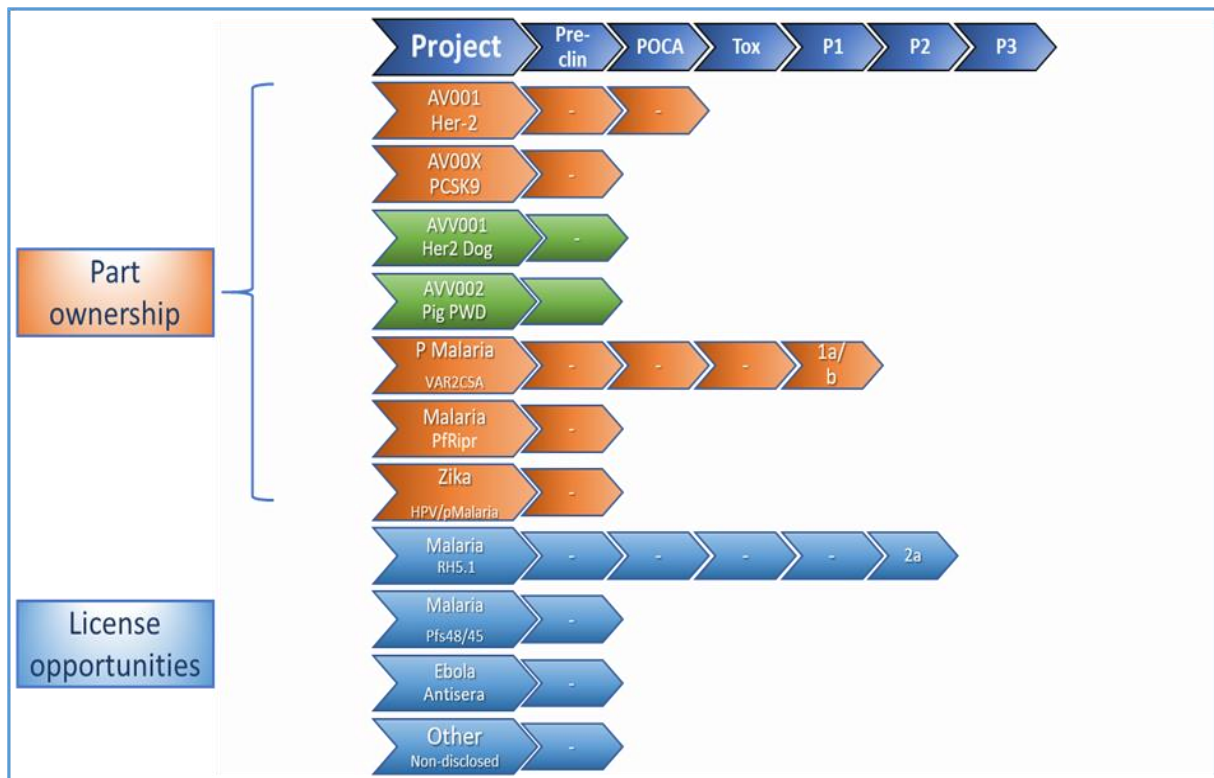 Project
Pre-
clin
POCA
Tox
P1
P2
P3
AV001
Her-2
-
-
AV00X
PCSK9
-
AVV001
Her2 Dog
-
AVV002
Pig PWD
Part
ownership
P Malaria
VAR2CSA
-
-
-
1a/
b
Malaria
PfRipr
-
Zika
HPV/pMalaria
-
Malaria
RH5.1
-
-
-
-
2a
License
opportunities
Malaria
Pfs48/45
-
Ebola
Antisera
-
Other
Non-disclosed
-